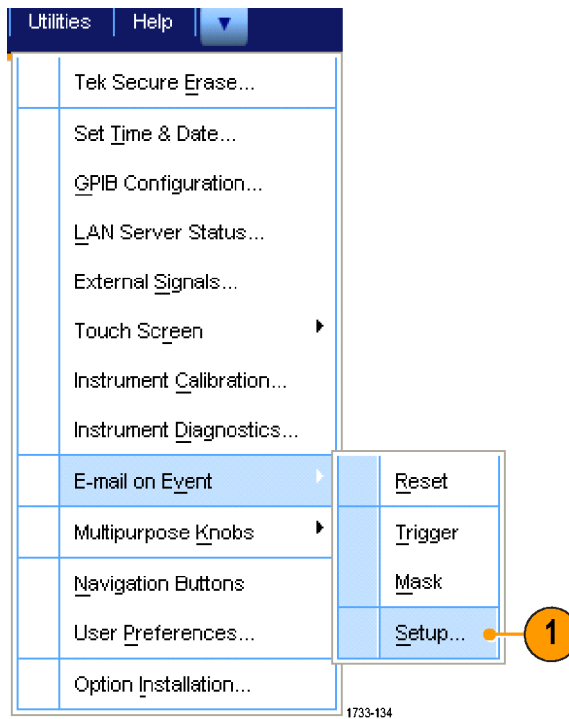 Utilities Help
Tek Secure Erase...
Set Time & Date...
GPIB Configuration...
LAN Server Status...
External Signals...
Touch Screen
Instrument Calibration...
Instrument Diagnostics...
E-mail on Event
Reset
Multipurpose Knobs
Trigger
Navigation Buttons
Mask
User Preferences...
Setup...
1
Option Installation...
1733-134